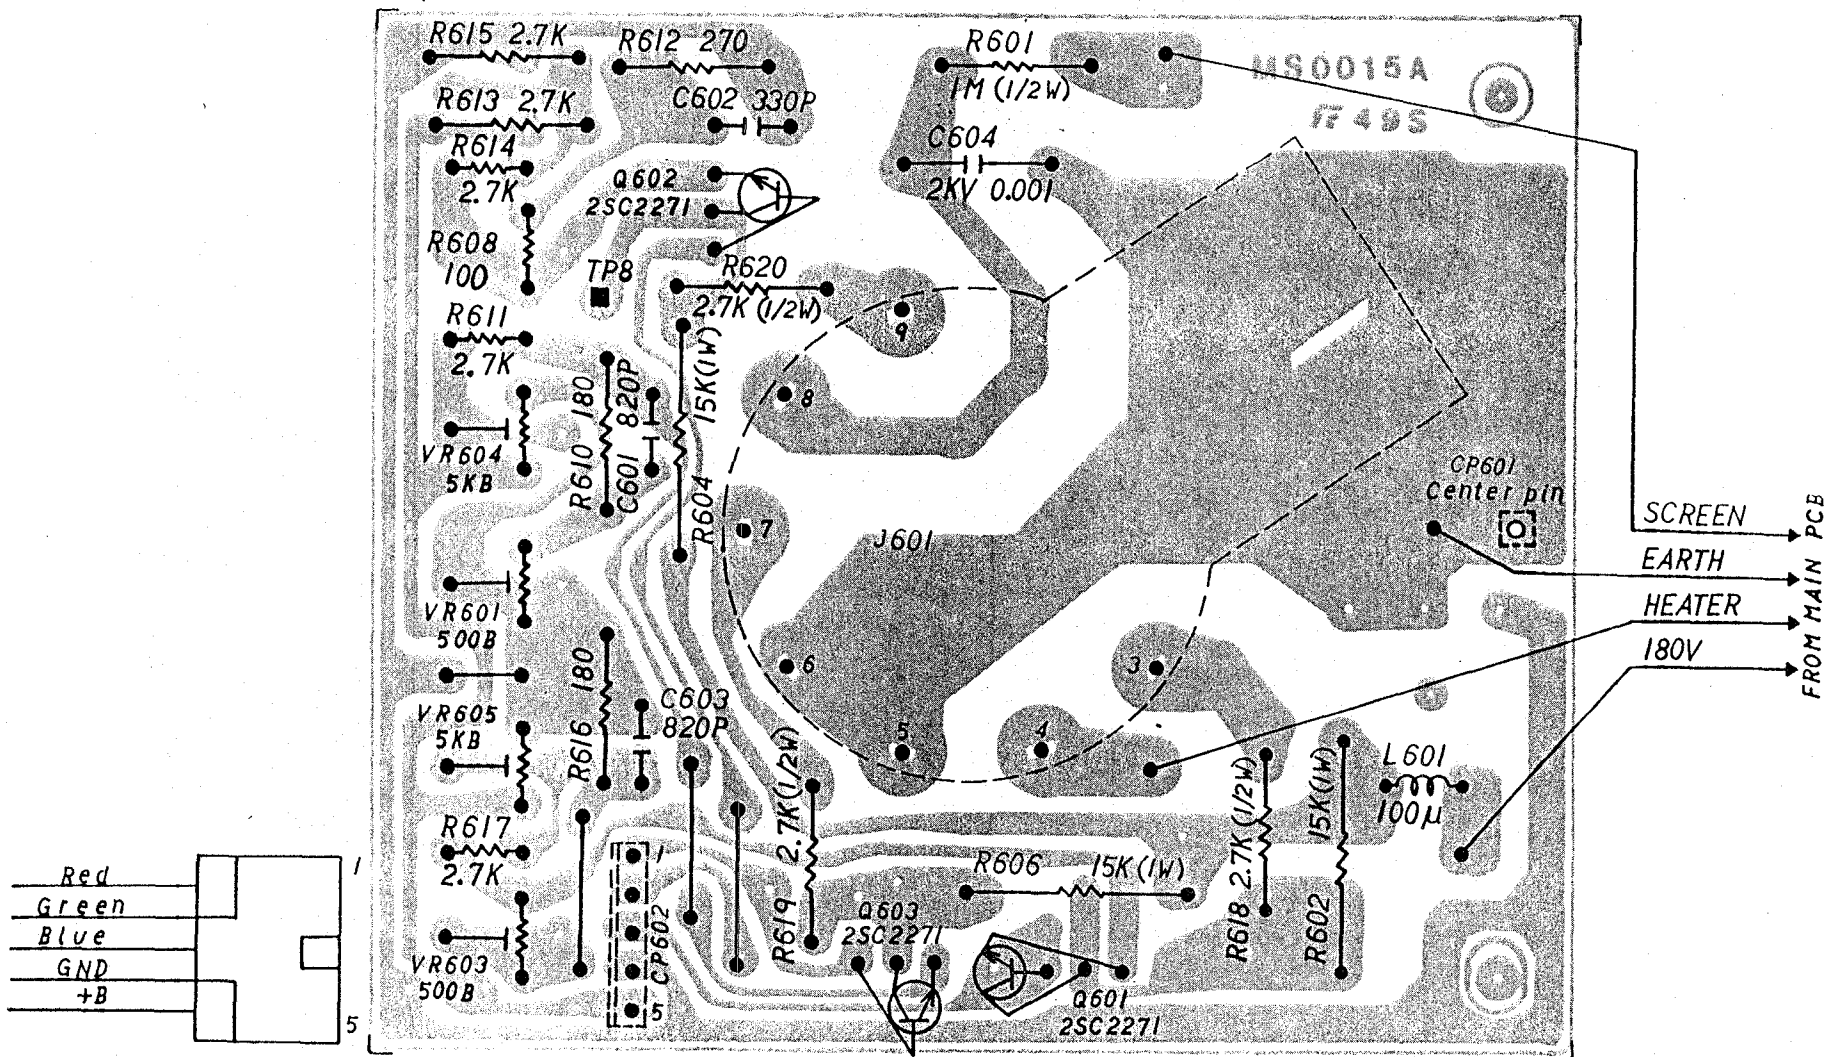 R615 2.7K
R612 270
R601
1M (1/2W)
MS0015A
49S
R613 2.7K
C602 330P
R614
2.7K
C604
2KV 0.001
Q602
2SC2271
R608
100
TP8
R620
2.7K (1/2W)
R611
2.7K
9
8
R610 180
C601 820P
R604 15K(1W)
VR604
5KB
7
J601
CP601
Center pin
SCREEN
EARTH
HEATER
180V
FROM MAIN PCB
VR601
500B
6
3
5
4
R616 180
C603
820P
VR605
5KB
R619 2.7K(1/2W)
R618 2.7K(1/2W)
R602 15K(1W)
L601
100μ
R617
2.7K
1
CP602
5
R606 15K(1W)
Q603
2SC2271
Q601
2SC2271
VR603
500B
Red
Green
Blue
GND
+B
1
5